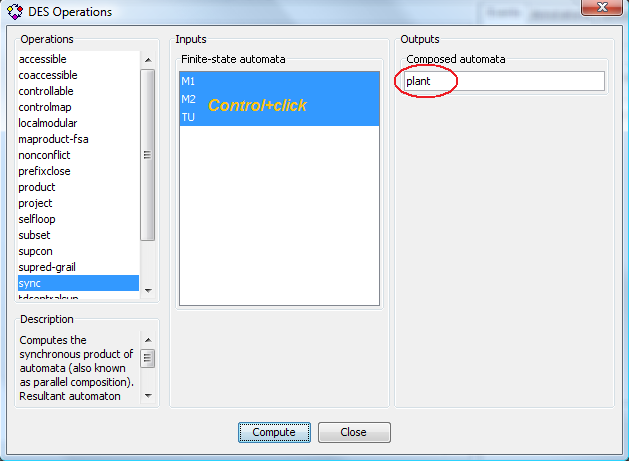 DES Operations
Operations
accessible
coaccessible
controllable
controlmap
localmodular
maproduct-fsa
nonconflict
prefixclose
product
project
selfloop
subset
supcon
supred-grail
sync
Description
Computes the
synchronous product of
automata (also known
as parallel composition).
Resultant automaton
Inputs
Finite-state automata
M1
M2
TU
Control+click
Outputs
Composed automata
plant
Compute
Close